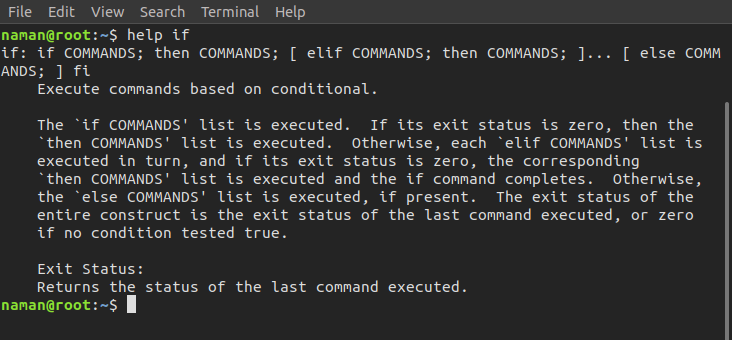 File Edit View Search Terminal Help
naman@root:~$ help if
if: if COMMANDS; then COMMANDS; [ elif COMMANDS; then COMMANDS; ]... [ else COMM
ANDS; ] fi
    Execute commands based on conditional.

    The `if COMMANDS' list is executed.  If its exit status is zero, then the
    `then COMMANDS' list is executed.  Otherwise, each `elif COMMANDS' list is
    executed in turn, and if its exit status is zero, the corresponding
    `then COMMANDS' list is executed and the if command completes.  Otherwise,
    the `else COMMANDS' list is executed, if present.  The exit status of the
    entire construct is the exit status of the last command executed, or zero
    if no condition tested true.

    Exit Status:
    Returns the status of the last command executed.
naman@root:~$